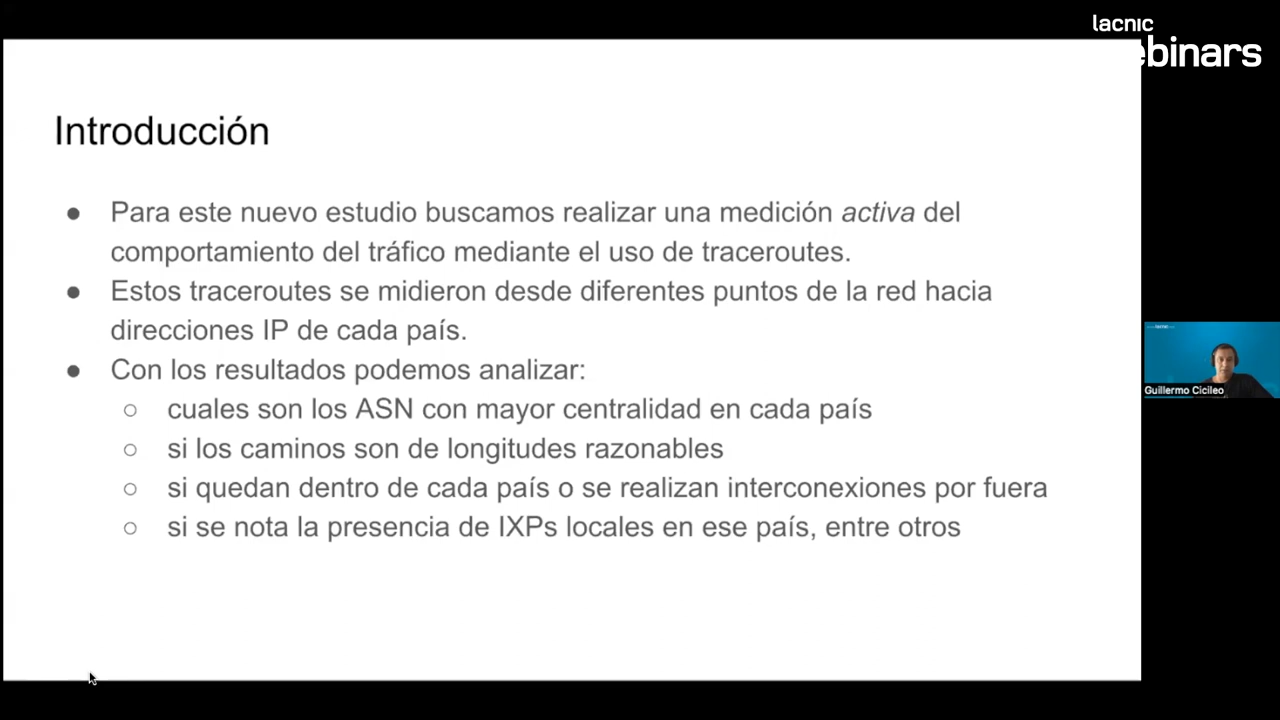 lacnic
ebinars
Introducción
● Para este nuevo estudio buscamos realizar una medición activa del
comportamiento del tráfico mediante el uso de traceroutes.
● Estos traceroutes se midieron desde diferentes puntos de la red hacia
direcciones IP de cada país.
● Con los resultados podemos analizar:
○ cuales son los ASN con mayor centralidad en cada país
○ si los caminos son de longitudes razonables
○ si quedan dentro de cada país o se realizan interconexiones por fuera
○ si se nota la presencia de IXPs locales en ese país, entre otros
lacnic
Guillermo Cicileo